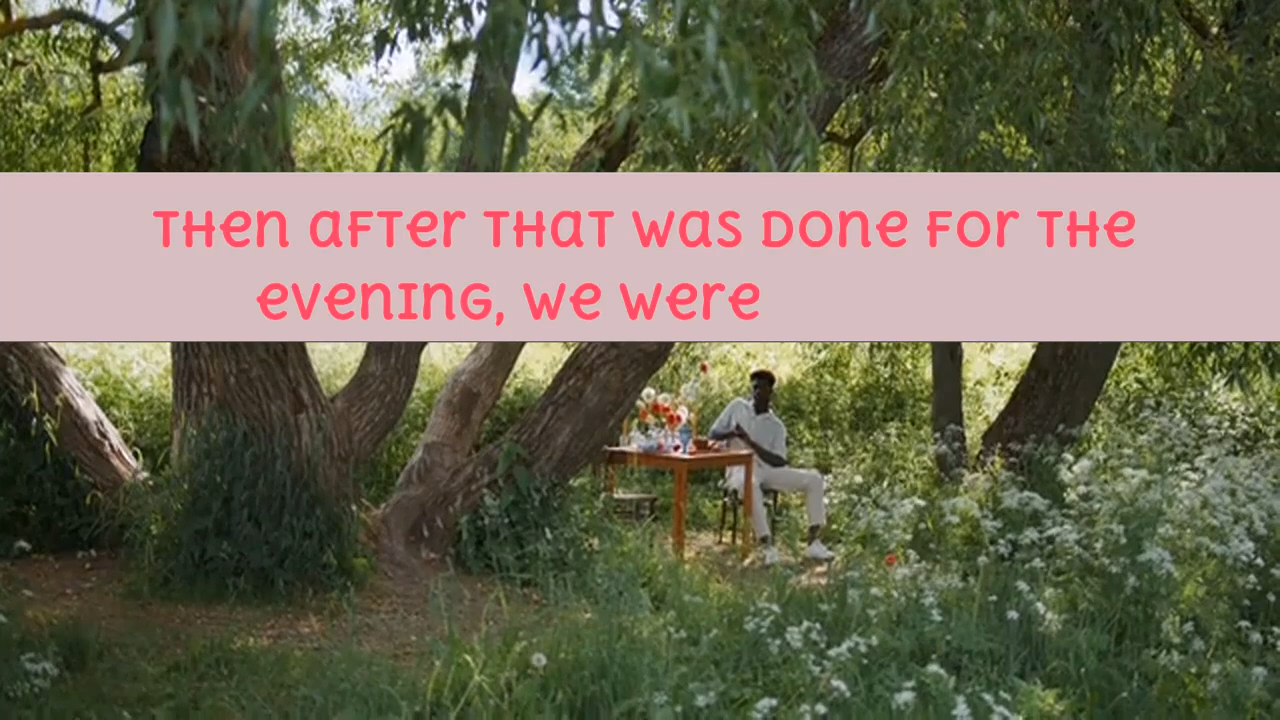 Then after that was done for the
evening, we were